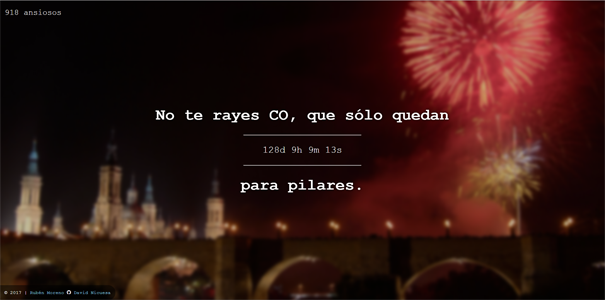 918 ansiosos
No te rayes CO, que sólo quedan
128d 9h 9m 13s
para pilares.
© 2017 | Rubén Moreno David Nicuesa